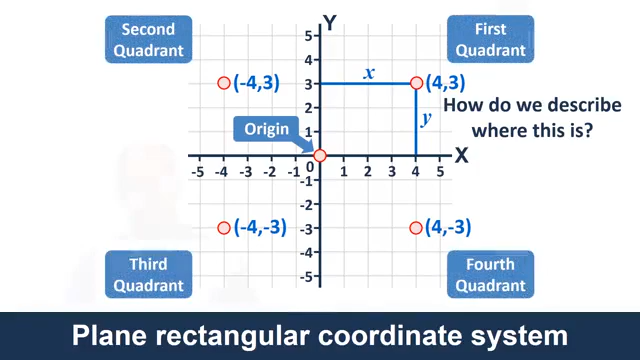 Second
Quadrant
Y
First
Quadrant
5
4
(-4,3)
3
x
(4,3)
2
y
How do we describe
where this is?
Origin
1
X
-5 -4 -3 -2 -1 0 1 2 3 4 5
-1
-2
(-4,-3)
-3
(4,-3)
-4
-5
Third
Quadrant
Fourth
Quadrant
Plane rectangular coordinate system